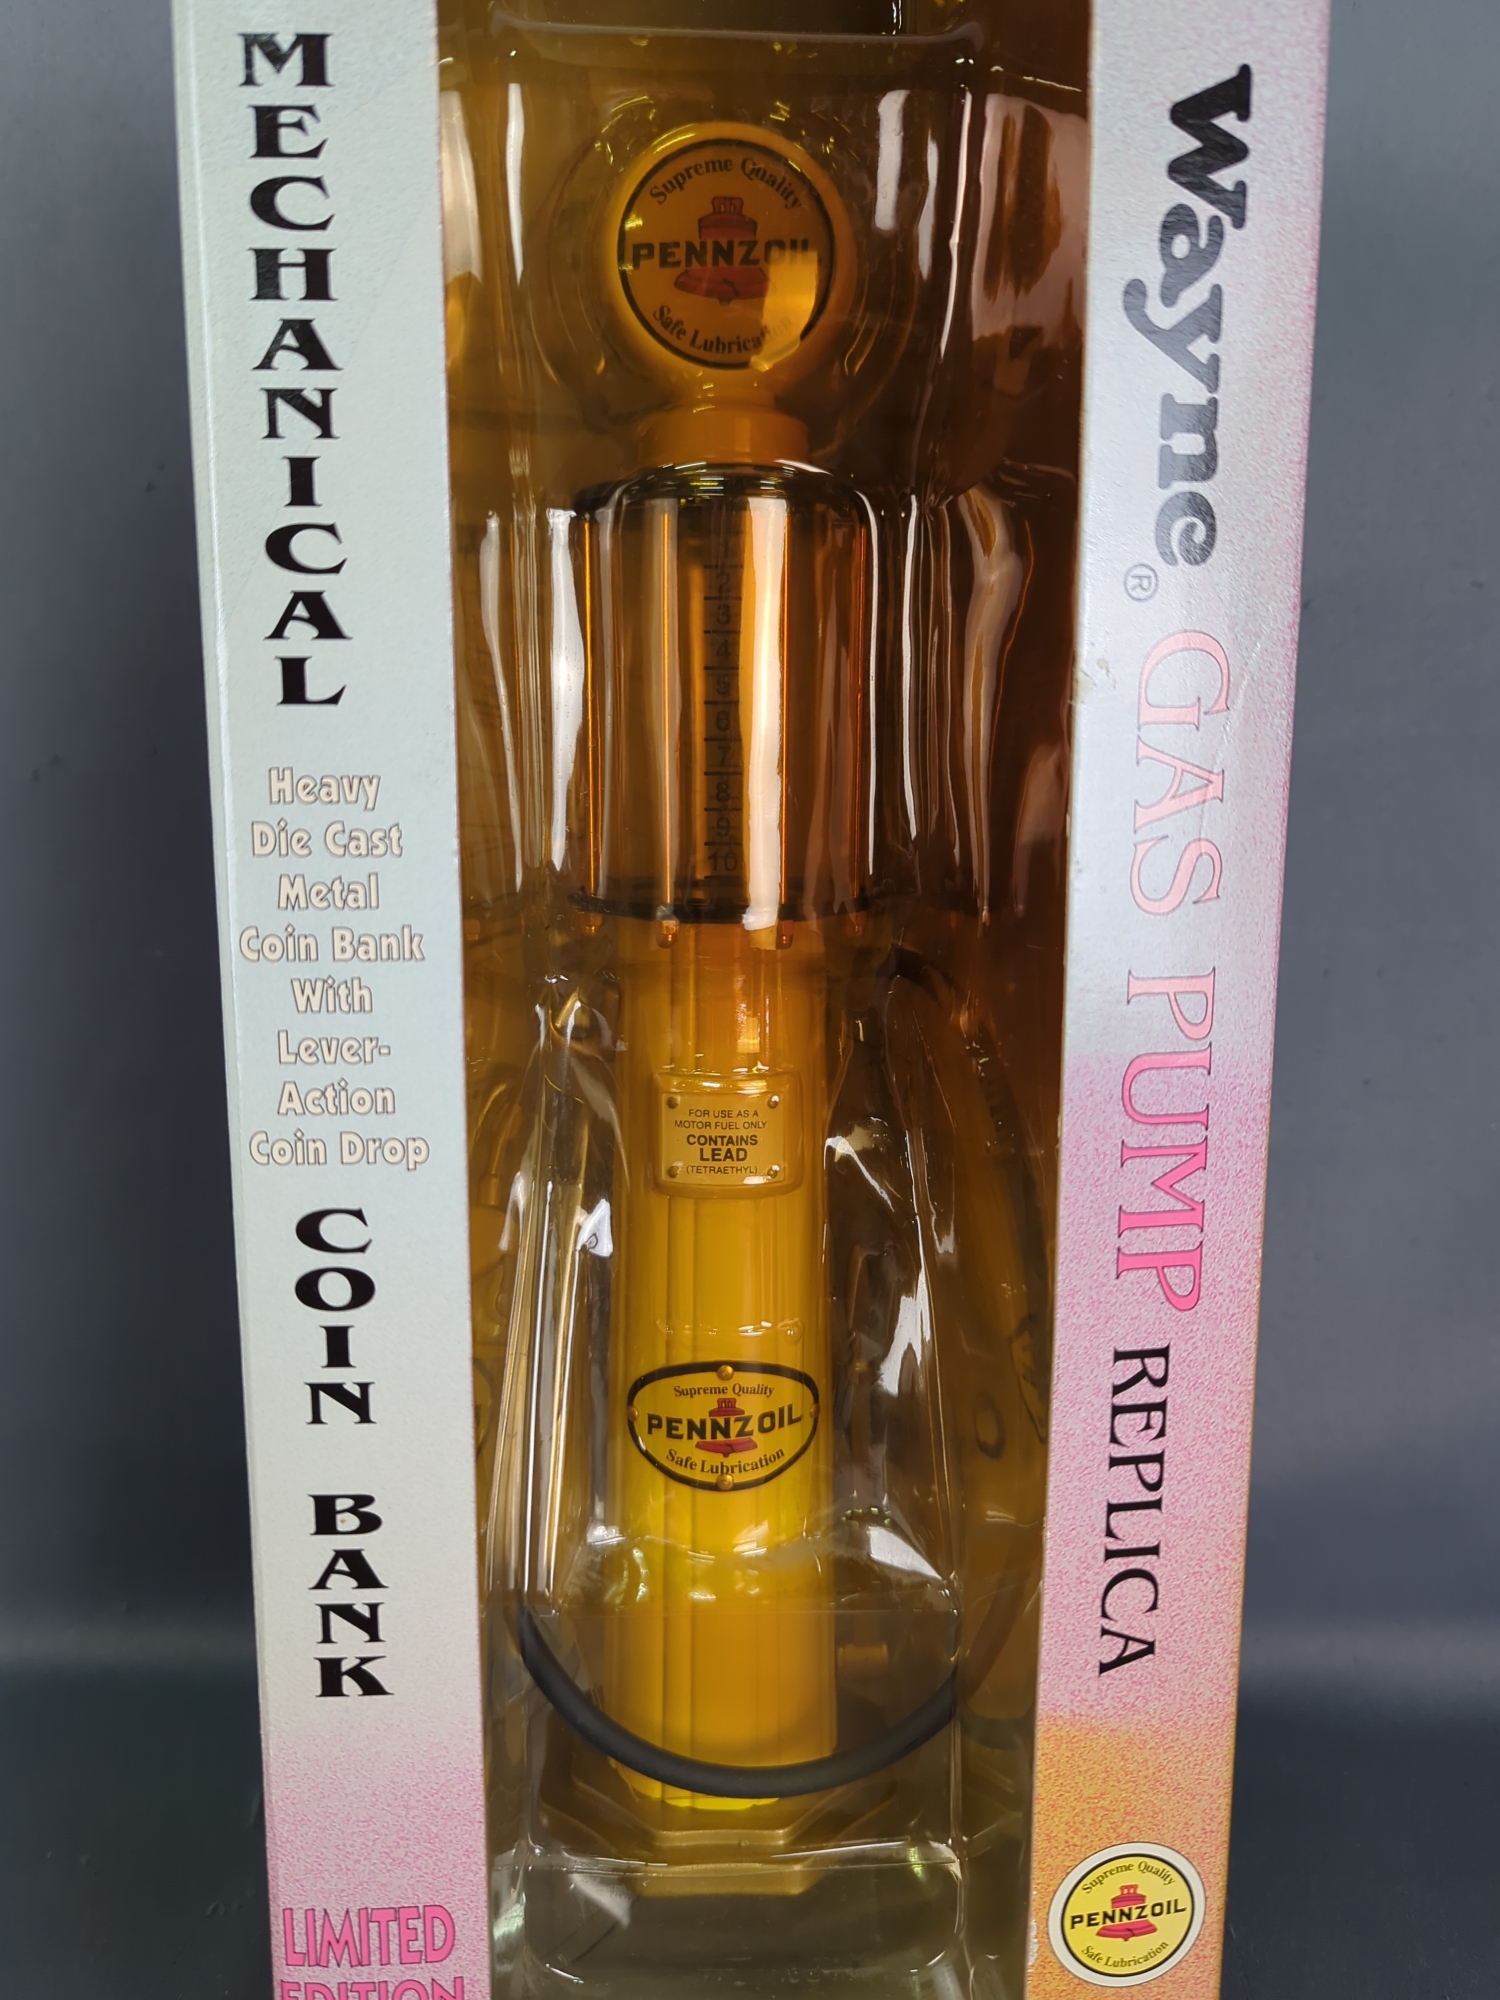 MECHANICAL
Heavy
Die Cast
Metal
Coin Bank
With
Lever-
Action
Coin Drop
COIN BANK
LIMITED
EDITION
Supreme Quality
PENNZOIL
Safe Lubrication
2
3
4
5
6
7
8
9
10
FOR USE AS A
MOTOR FUEL ONLY
CONTAINS
LEAD
(TETRAETHYL)
Supreme Quality
PENNZOIL
Safe Lubrication
Wayne® GAS PUMP REPLICA
Supreme Quality
PENNZOIL
Safe Lubrication